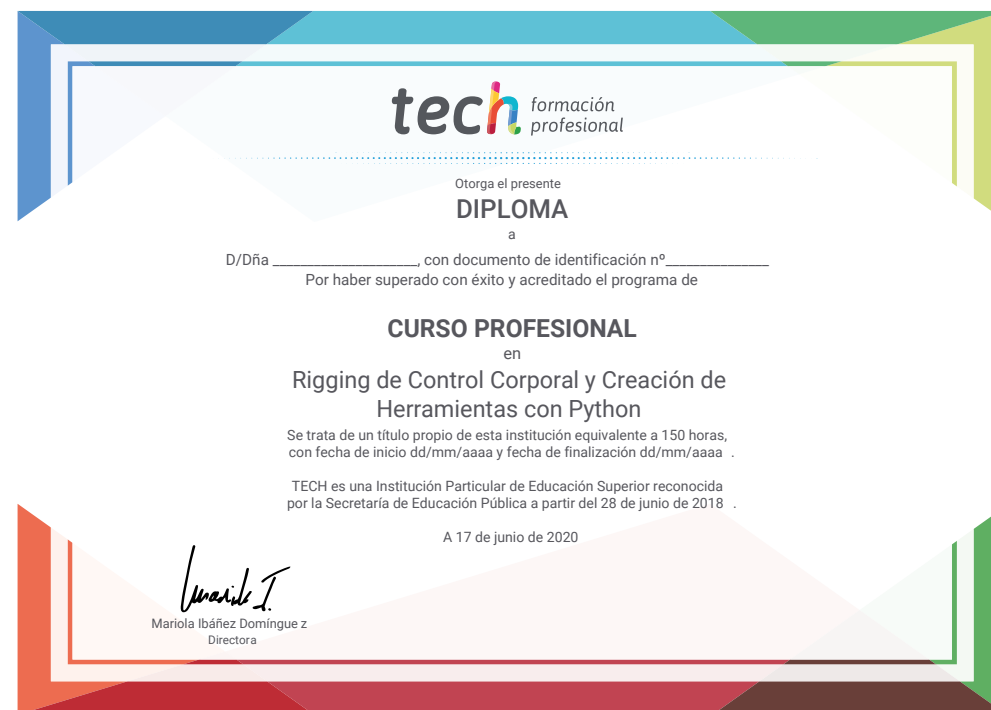 tech formación
profesional
Otorga el presente
DIPLOMA
a
D/Dña ____________________, con documento de identificación nº______________
Por haber superado con éxito y acreditado el programa de
CURSO PROFESIONAL
en
Rigging de Control Corporal y Creación de
Herramientas con Python
Se trata de un título propio de esta institución equivalente a 150 horas,
con fecha de inicio dd/mm/aaaa y fecha de finalización dd/mm/aaaa .
TECH es una Institución Particular de Educación Superior reconocida
por la Secretaría de Educación Pública a partir del 28 de junio de 2018 .
A 17 de junio de 2020
Mariola Ibáñez Domíngue z
Directora